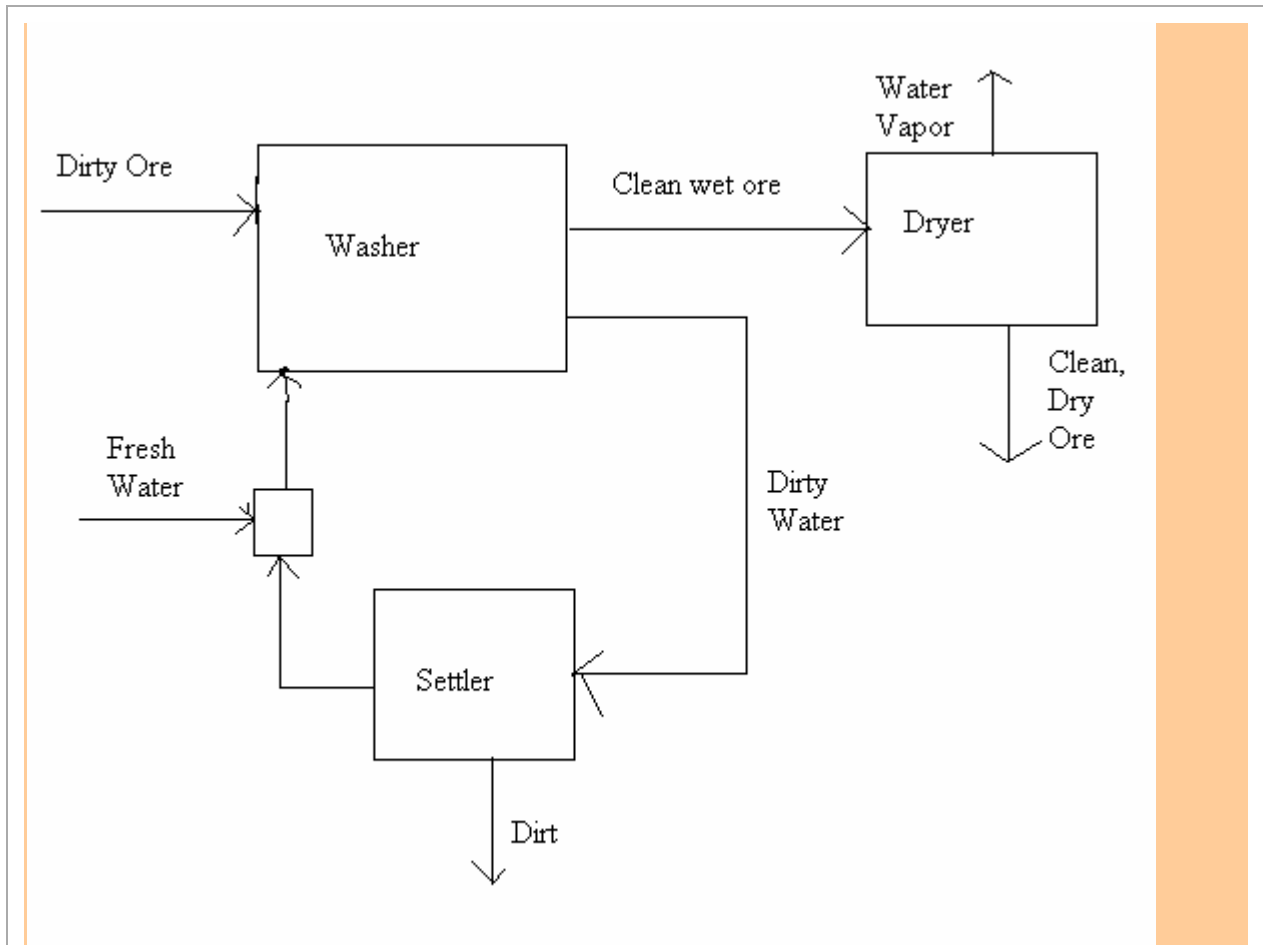 Water
Vapor
Dirty Ore
Clean wet ore
Washer
Dryer
Clean,
Dry
Ore
Fresh
Water
Dirty
Water
Settler
Dirt